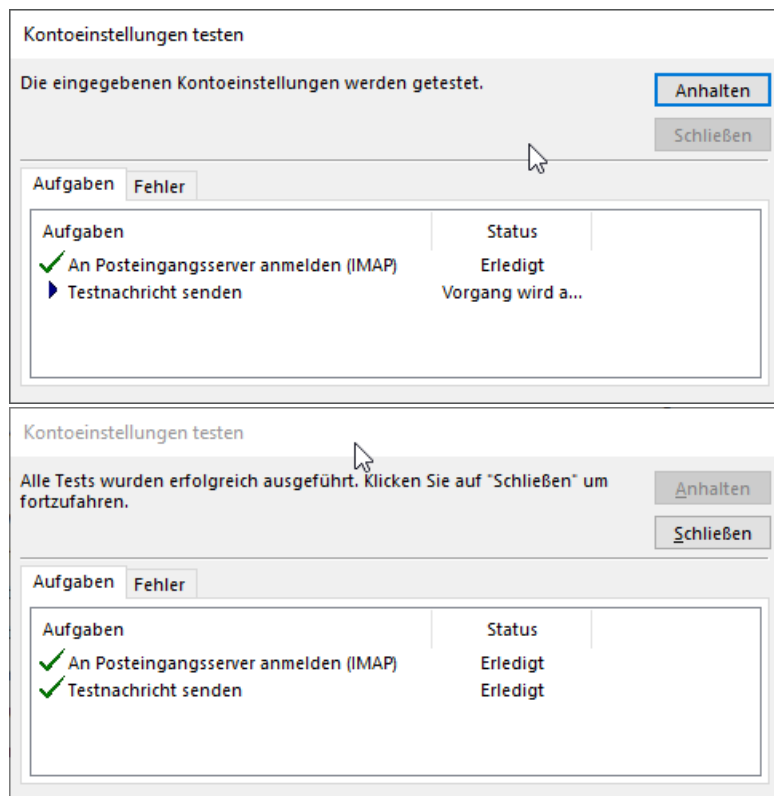 Kontoeinstellungen testen
Die eingegebenen Kontoeinstellungen werden getestet.
Anhalten
Schließen
Aufgaben Fehler
Aufgaben Status
An Posteingangsserver anmelden (IMAP) Erledigt
Testnachricht senden Vorgang wird a...
Kontoeinstellungen testen
Alle Tests wurden erfolgreich ausgeführt. Klicken Sie auf "Schließen" um
fortzufahren.
Anhalten
Schließen
Aufgaben Fehler
Aufgaben Status
An Posteingangsserver anmelden (IMAP) Erledigt
Testnachricht senden Erledigt